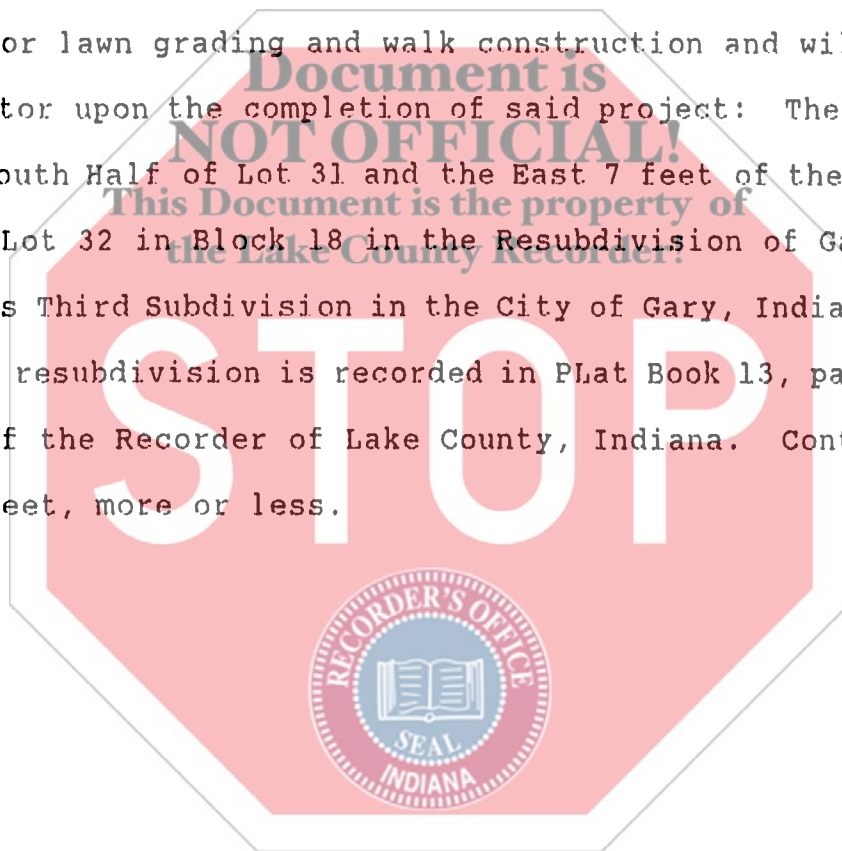 or lawn grading and walk construction and wil
Document is
tor upon the completion of said project: The
NOT OFFICIAL!
outh Half of Lot 31 and the East 7 feet of the
This Document is the property of
Lot 32 in Block 18 in the Resubdivision of Ga
the Lake County Recorder!
s Third Subdivision in the City of Gary, India
resubdivision is recorded in PLat Book 13, pa
f the Recorder of Lake County, Indiana. Cont
eet, more or less.
STOP
RECORDER'S OFFICE
SEAL
INDIANA